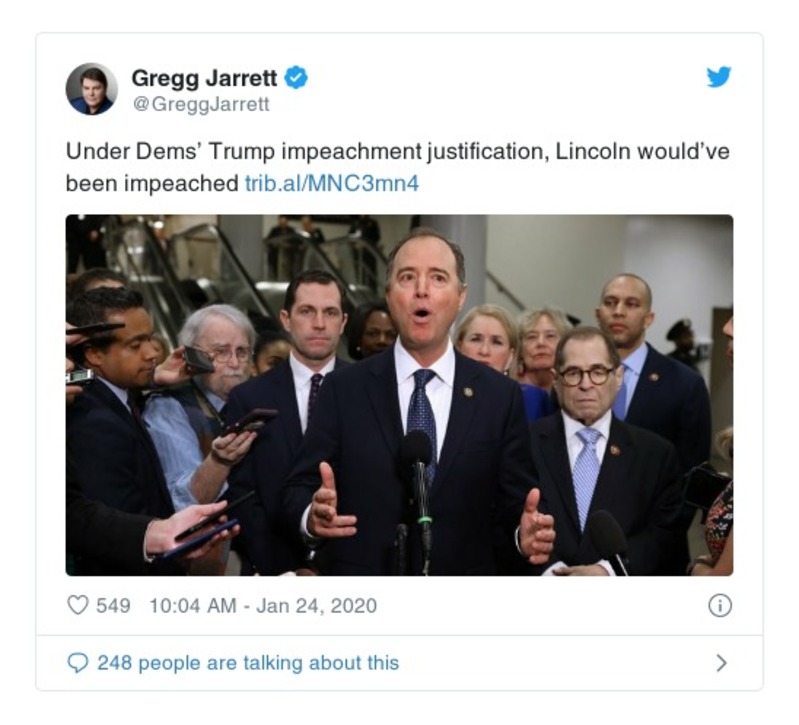 Gregg Jarrett
@GreggJarrett
Under Dems’ Trump impeachment justification, Lincoln would’ve
been impeached trib.al/MNC3mn4
549 10:04 AM - Jan 24, 2020
248 people are talking about this